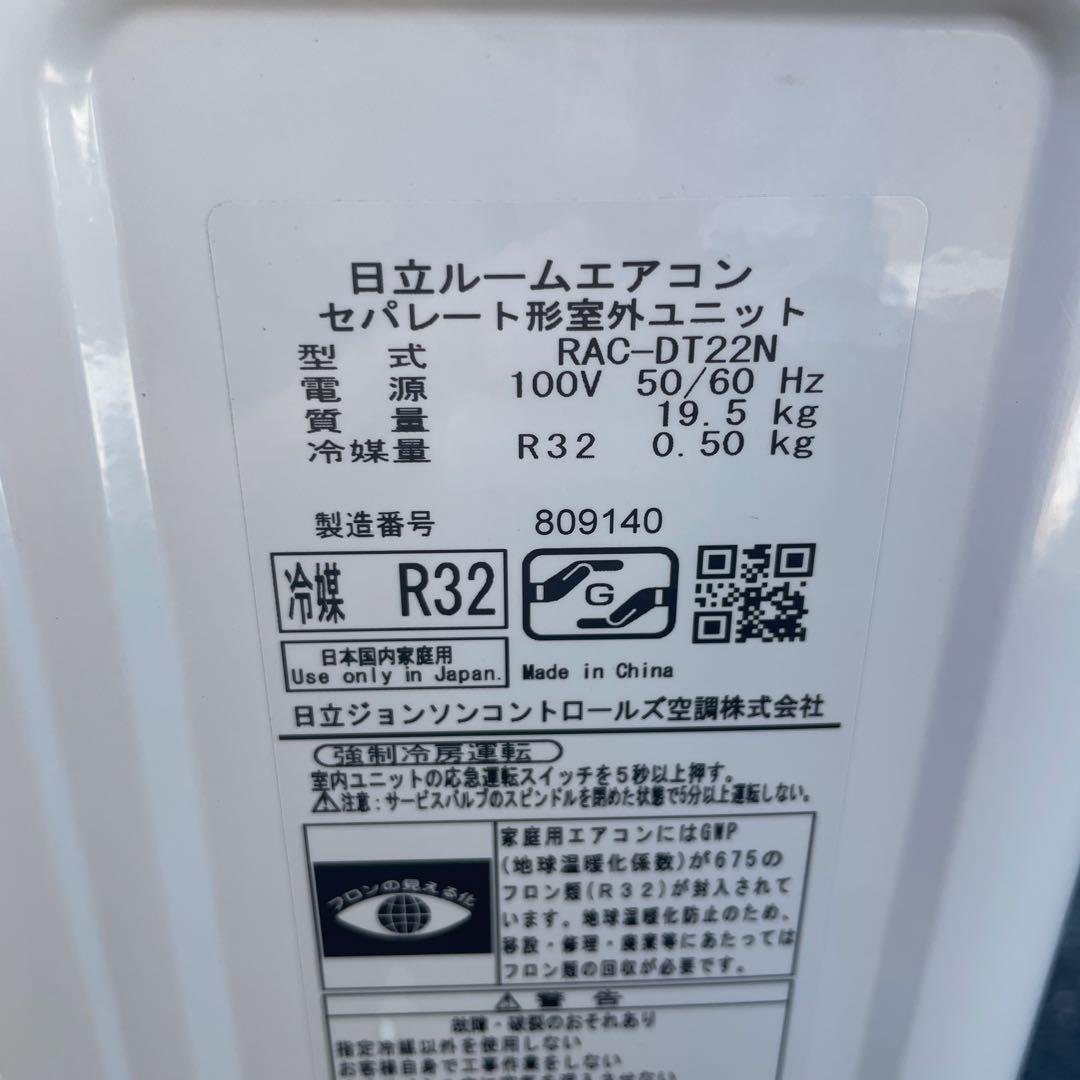 日立ルームエアコン
セパレート形室外ユニット
型 式 RAC-DT22N
電 源 100V 50/60 Hz
質 量 19.5 kg
冷媒量 R32 0.50 kg
製造番号 809140
冷媒 R32
G
日本国内家庭用
Use only in Japan.
Made in China
日立ジョンソンコントロールズ空調株式会社
強制冷房運転
室内ユニットの応急運転スイッチを5秒以上押す。
⚠注意:サービスバルブのスピンドルを閉めた状態で5分以上運転しない。
フロンの見える化
家庭用エアコンにはGWP
(地球温暖化係数)が675の
フロン類(R32)が封入されて
います。地球温暖化防止のため、
移設・修理・廃棄等にあたっては
フロン類の回収が必要です。
⚠警告
故障・破裂のおそれあり
指定冷媒以外を使用しない
お客様自身で工事作業をしない